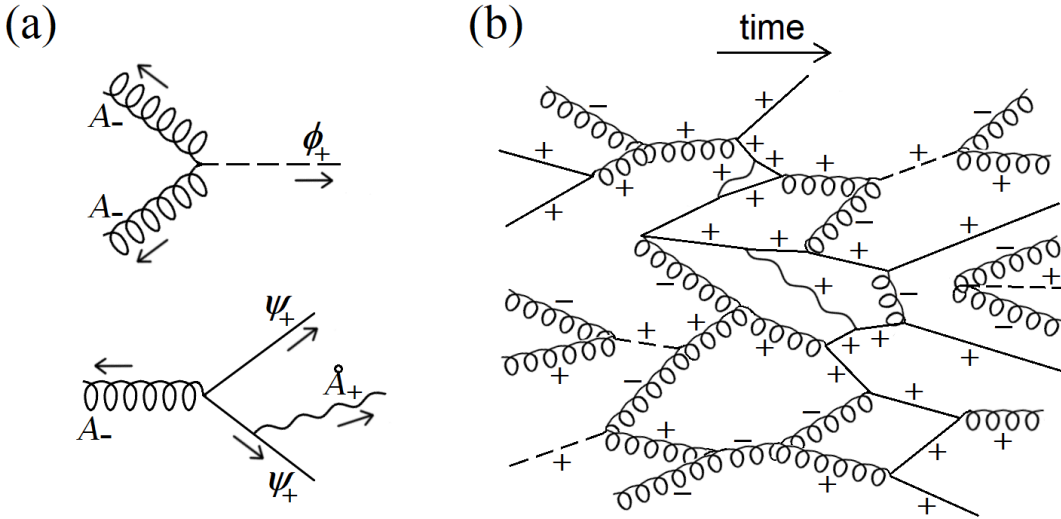 (a)
A-
ϕ+
A-
ψ+
Å+
A-
ψ+
(b)
time
− + −
+
+ + + + + +
+ + +
+ −
+ + +
+ + − +
− − −
+ + +
+ + +
+ − +
− +
+ − + + +
+ − + +